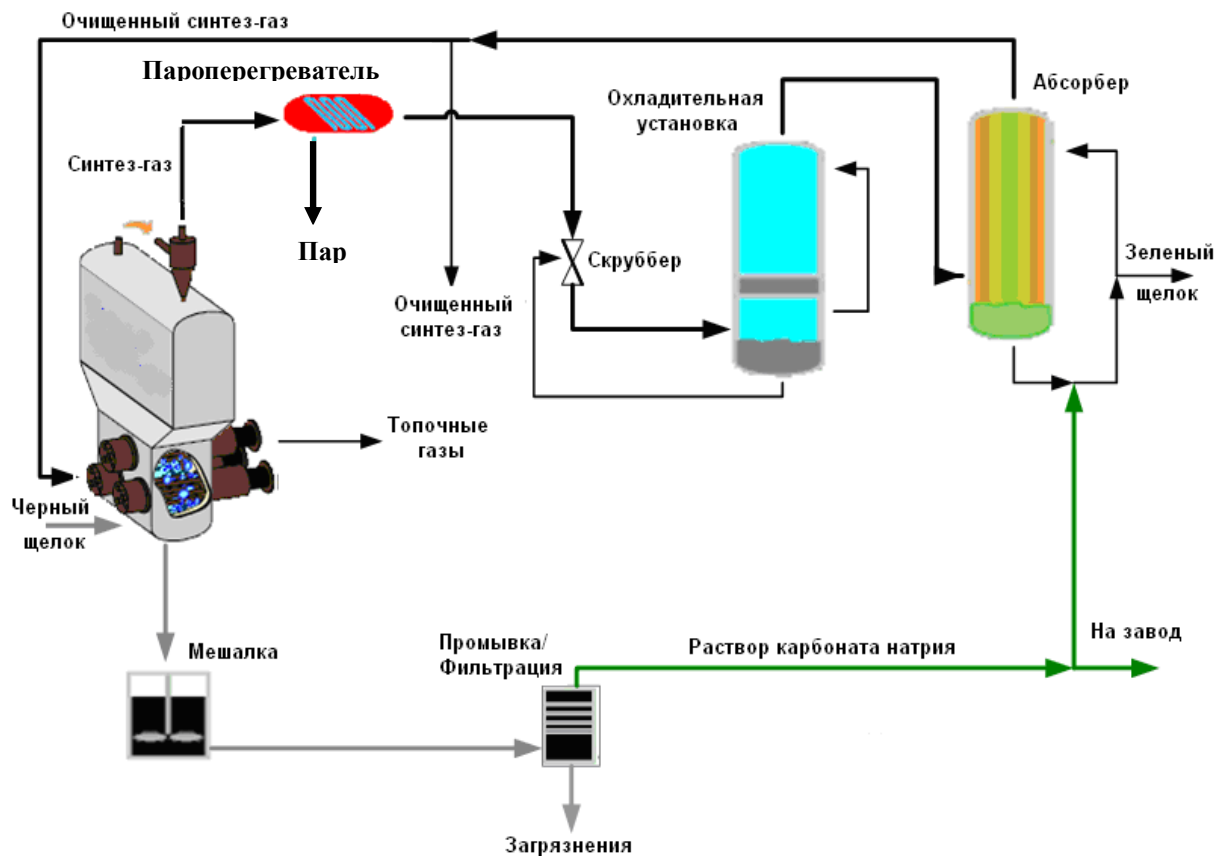 Очищенный синтез-газ
Пароперегреватель
Абсорбер
Охладительная
установка
Синтез-газ
Пар
Скруббер
Зеленый
щелок
Очищенный
синтез-газ
Топочные
газы
Черный
щелок
Мешалка
Промывка/
Фильтрация
Раствор карбоната натрия
На завод
Загрязнения